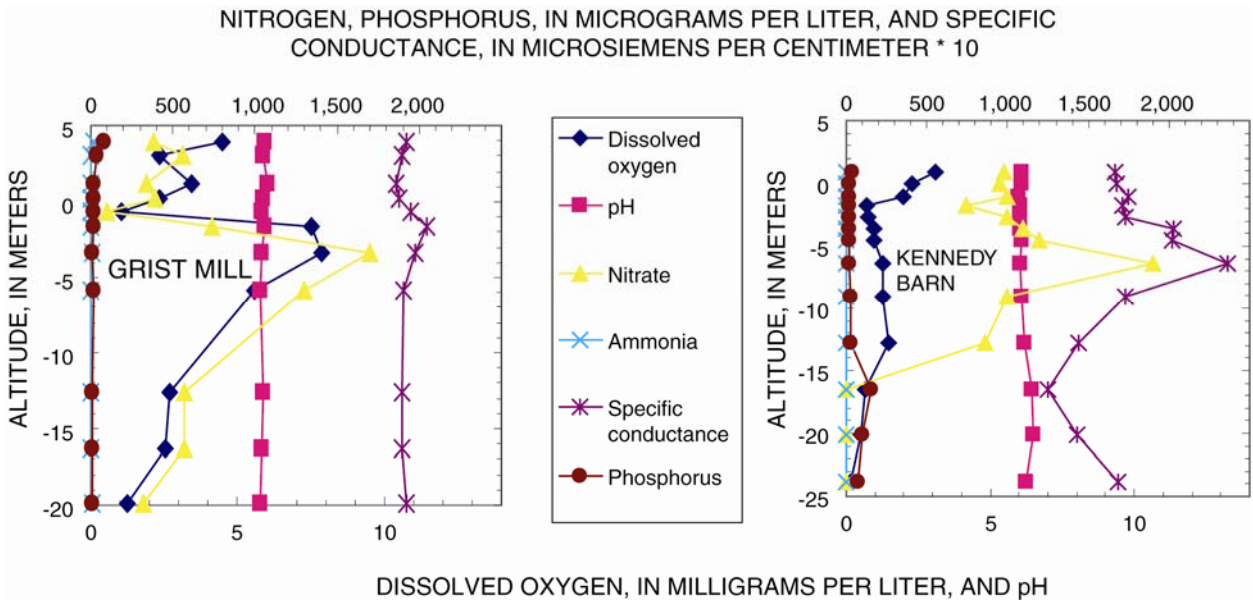 NITROGEN, PHOSPHORUS, IN MICROGRAMS PER LITER, AND SPECIFIC
CONDUCTANCE, IN MICROSIEMENS PER CENTIMETER * 10
0 500 1,000 1,500 2,000
5
0
-5
-10
-15
-20
ALTITUDE, IN METERS
GRIST MILL
0 5 10
Dissolved
oxygen
pH
Nitrate
Ammonia
Specific
conductance
Phosphorus
0 500 1000 1,500 2,000
5
0
-5
-10
-15
-20
-25
ALTITUDE, IN METERS
KENNEDY
BARN
0 5 10
DISSOLVED OXYGEN, IN MILLIGRAMS PER LITER, AND pH